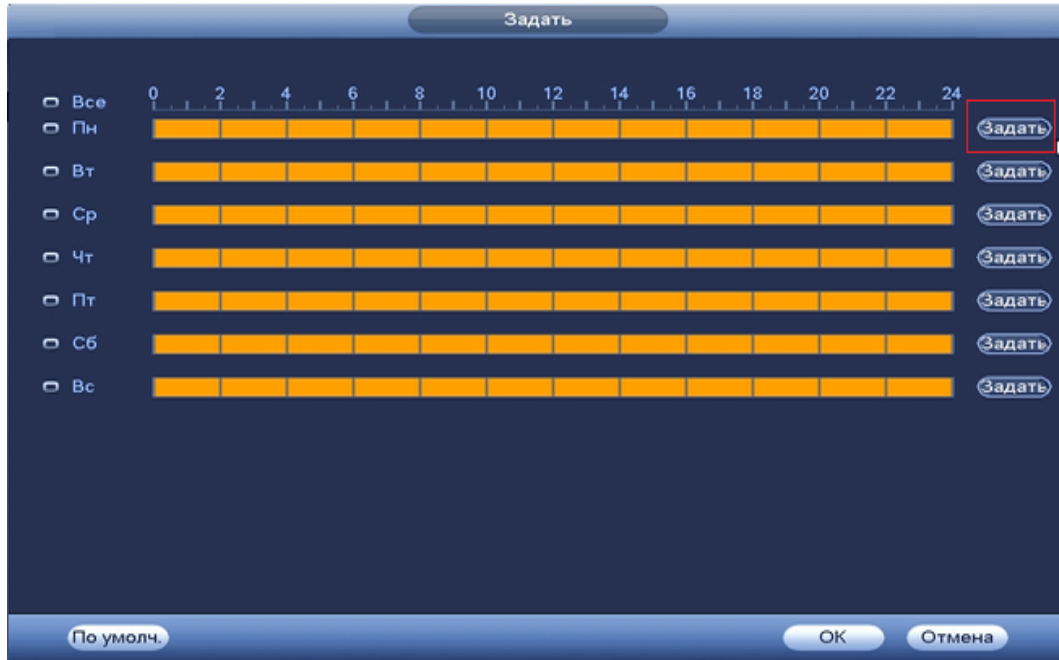 Задать
Все 0 2 4 6 8 10 12 14 16 18 20 22 24
Пн Задать
Вт Задать
Ср Задать
Чт Задать
Пт Задать
Сб Задать
Вс Задать
По умолч. OK Отмена